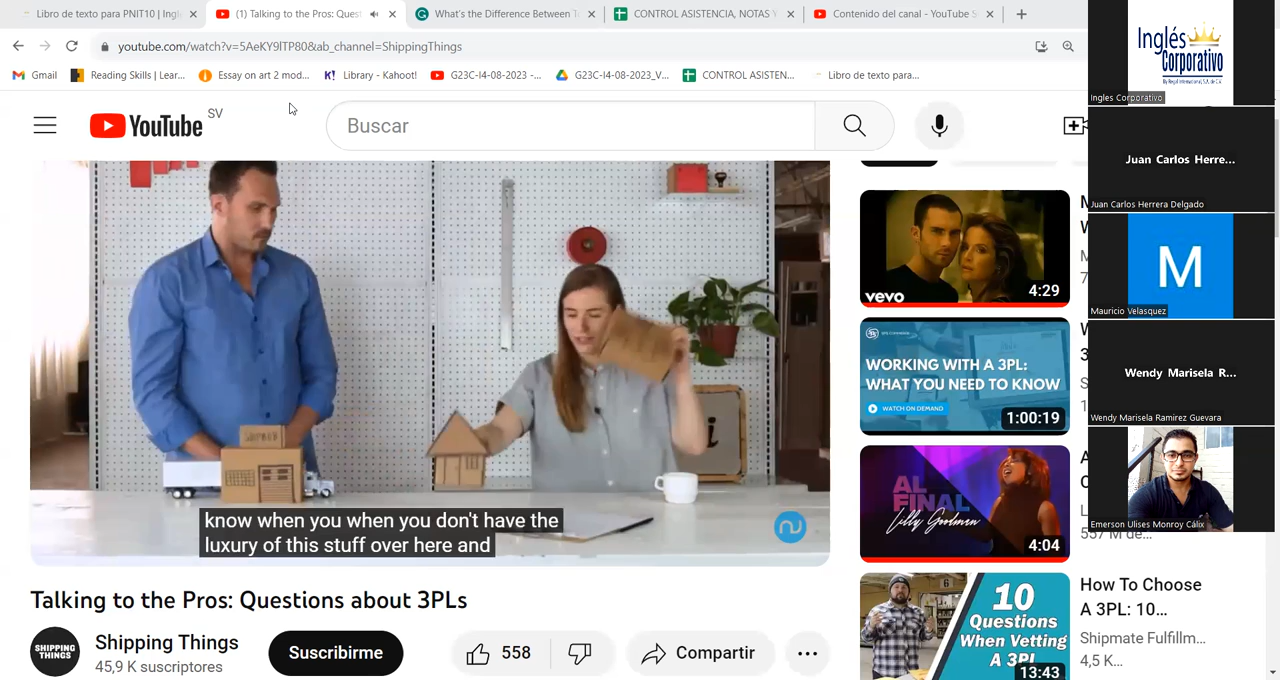 Libro de texto para PNIT10 | Ingl
(1) Talking to the Pros: Quest
What's the Difference Between T
CONTROL ASISTENCIA, NOTAS Y
Contenido del canal - YouTube S
youtube.com/watch?v=5AeKY9lTP80&ab_channel=ShippingThings
Gmail
Reading Skills | Lear...
Essay on art 2 mod...
Library - Kahoot!
G23C-I4-08-2023 -...
G23C-I4-08-2023_V...
CONTROL ASISTEN...
Libro de texto para...
YouTube
SV
Buscar
know when you when you don't have the
luxury of this stuff over here and
Talking to the Pros: Questions about 3PLs
SHIPPING
THINGS
Shipping Things
45,9 K suscriptores
Suscribirme
558
Compartir
vevo
4:29
WORKING WITH A 3PL:
WHAT YOU NEED TO KNOW
WATCH ON DEMAND
1:00:19
AL
FINAL
Lilly Goodman
4:04
557 M de...
10
Questions
When Vetting
A 3PL
13:43
How To Choose
A 3PL: 10...
Shipmate Fulfillm...
4,5 K...
Inglés
Corporativo
Ingles Corporativo
Juan Carlos Herre...
Juan Carlos Herrera Delgado
M
Mauricio Velasquez
Wendy Marisela R...
Wendy Marisela Ramirez Guevara
Emerson Ulises Monroy Cálix